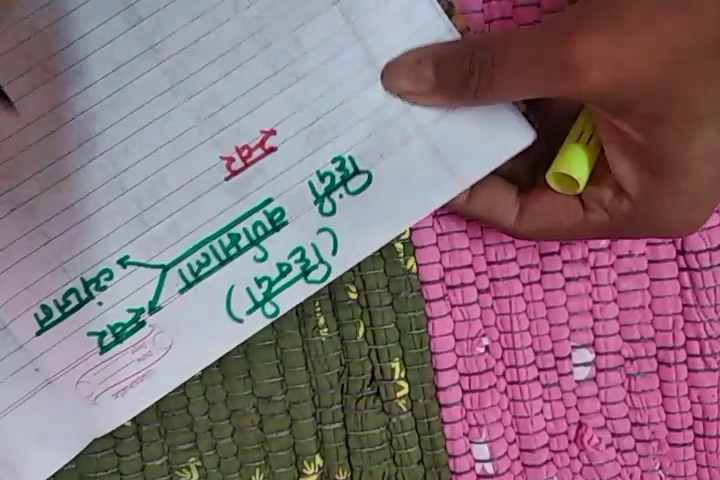 (हिन्दी)
हिंदी वर्णमाला स्वर
व्यंजन
स्वर